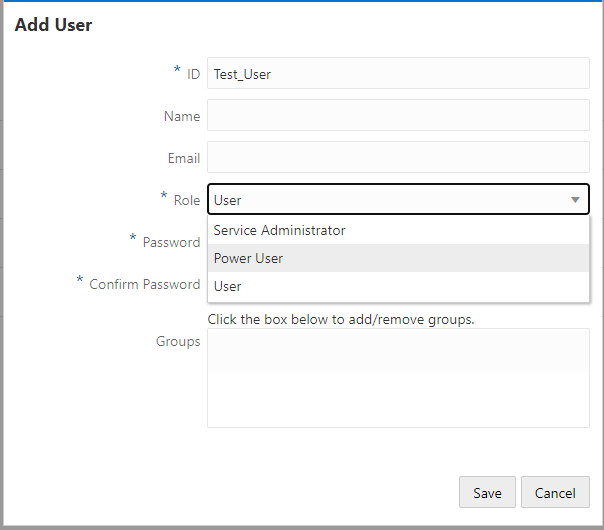 Add User
* ID Test_User
Name
Email
* Role User
Service Administrator
* Password
Power User
* Confirm Password User
Click the box below to add/remove groups.
Groups
Save Cancel